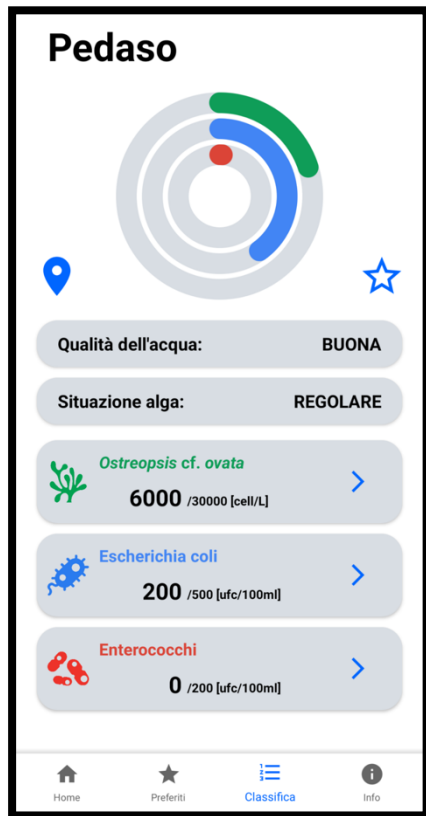 Pedaso
Qualità dell'acqua: BUONA
Situazione alga: REGOLARE
Ostreopsis cf. ovata
6000 /30000 [cell/L]
Escherichia coli
200 /500 [ufc/100ml]
Enterococchi
0 /200 [ufc/100ml]
Home Preferiti Classifica Info